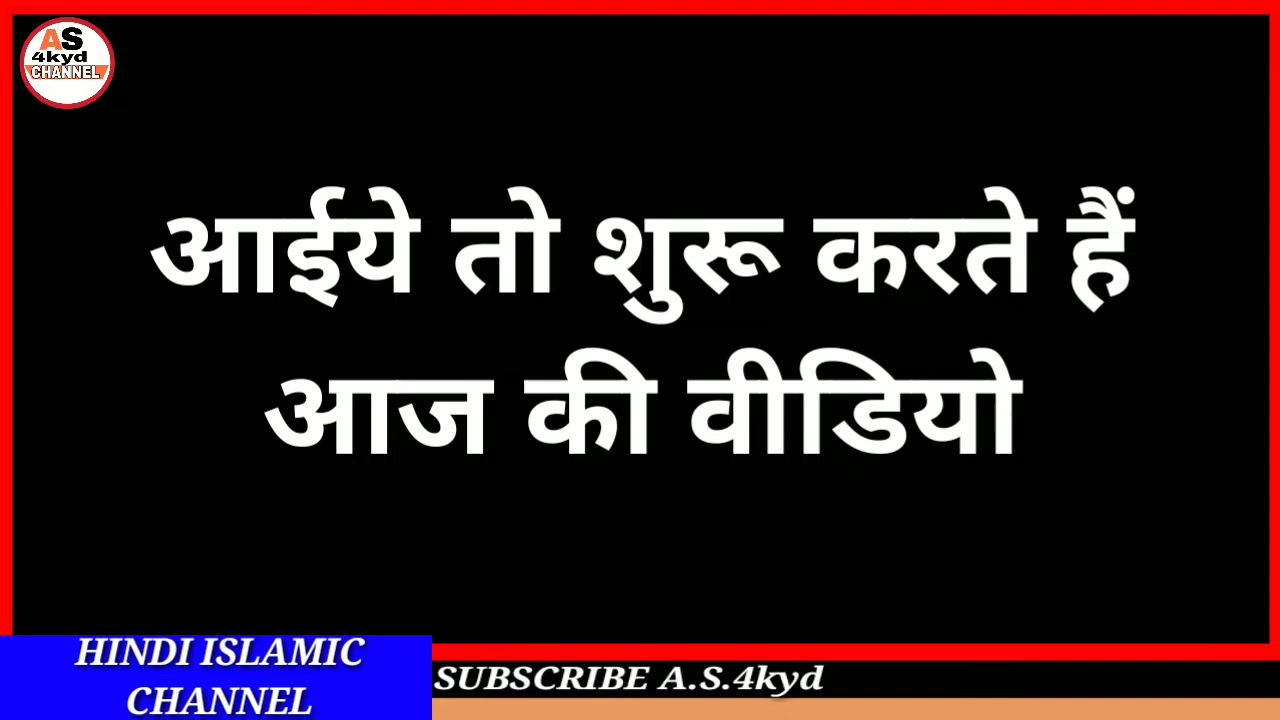 AS
4kyd
CHANNEL
आईये तो शुरू करते हैं
आज की वीडियो
HINDI ISLAMIC
CHANNEL
SUBSCRIBE A.S.4kyd